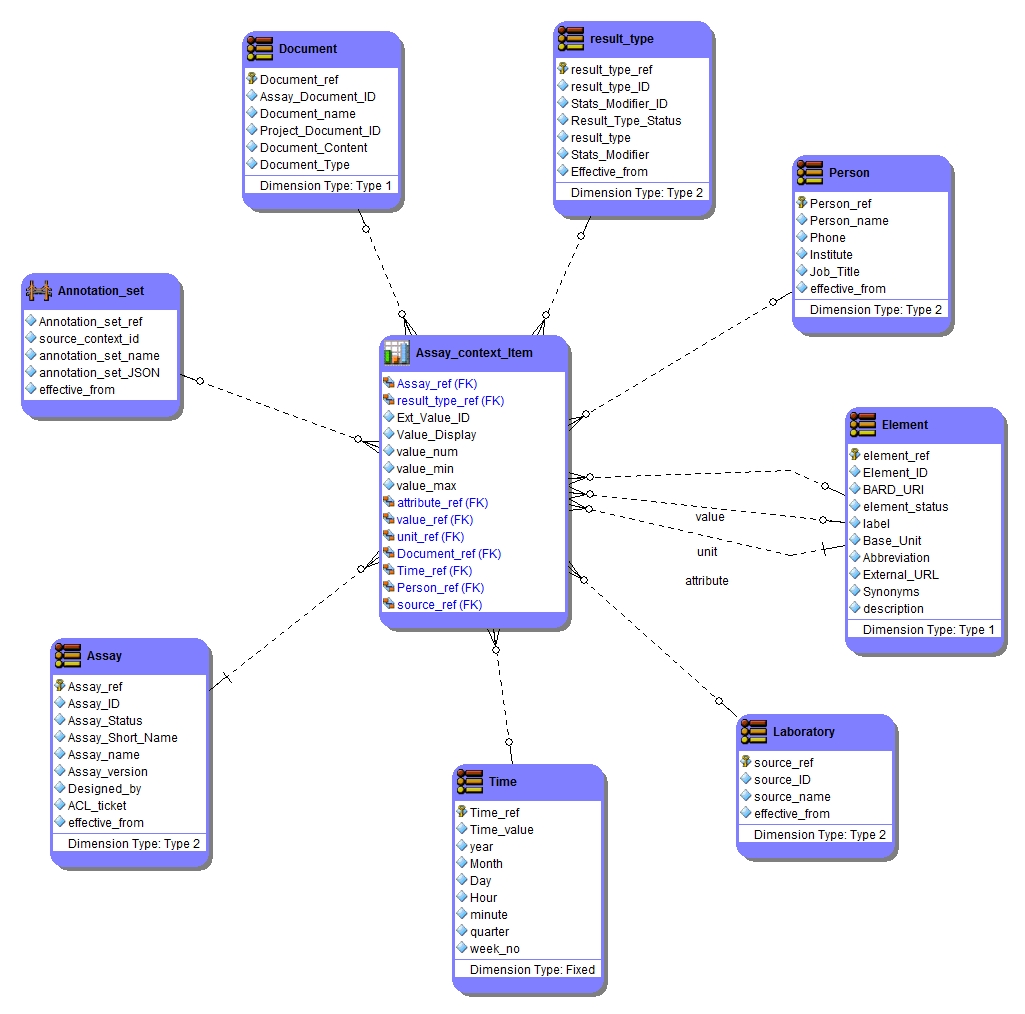 Document
Document_ref
Assay_Document_ID
Document_name
Project_Document_ID
Document_Content
Document_Type
Dimension Type: Type 1
result_type
result_type_ref
result_type_ID
Stats_Modifier_ID
Result_Type_Status
result_type
Stats_Modifier
Effective_from
Dimension Type: Type 2
Person
Person_ref
Person_name
Phone
Institute
Job_Title
effective_from
Dimension Type: Type 2
Annotation_set
Annotation_set_ref
source_context_id
annotation_set_name
annotation_set_JSON
effective_from
Assay_context_Item
Assay_ref (FK)
result_type_ref (FK)
Ext_Value_ID
Value_Display
value_num
value_min
value_max
attribute_ref (FK)
value_ref (FK)
unit_ref (FK)
Document_ref (FK)
Time_ref (FK)
Person_ref (FK)
source_ref (FK)
value
unit
attribute
Element
element_ref
Element_ID
BARD_URI
element_status
label
Base_Unit
Abbreviation
External_URL
Synonyms
description
Dimension Type: Type 1
Assay
Assay_ref
Assay_ID
Assay_Status
Assay_Short_Name
Assay_name
Assay_version
Designed_by
ACL_ticket
effective_from
Dimension Type: Type 2
Time
Time_ref
Time_value
year
Month
Day
Hour
minute
quarter
week_no
Dimension Type: Fixed
Laboratory
source_ref
source_ID
source_name
effective_from
Dimension Type: Type 2